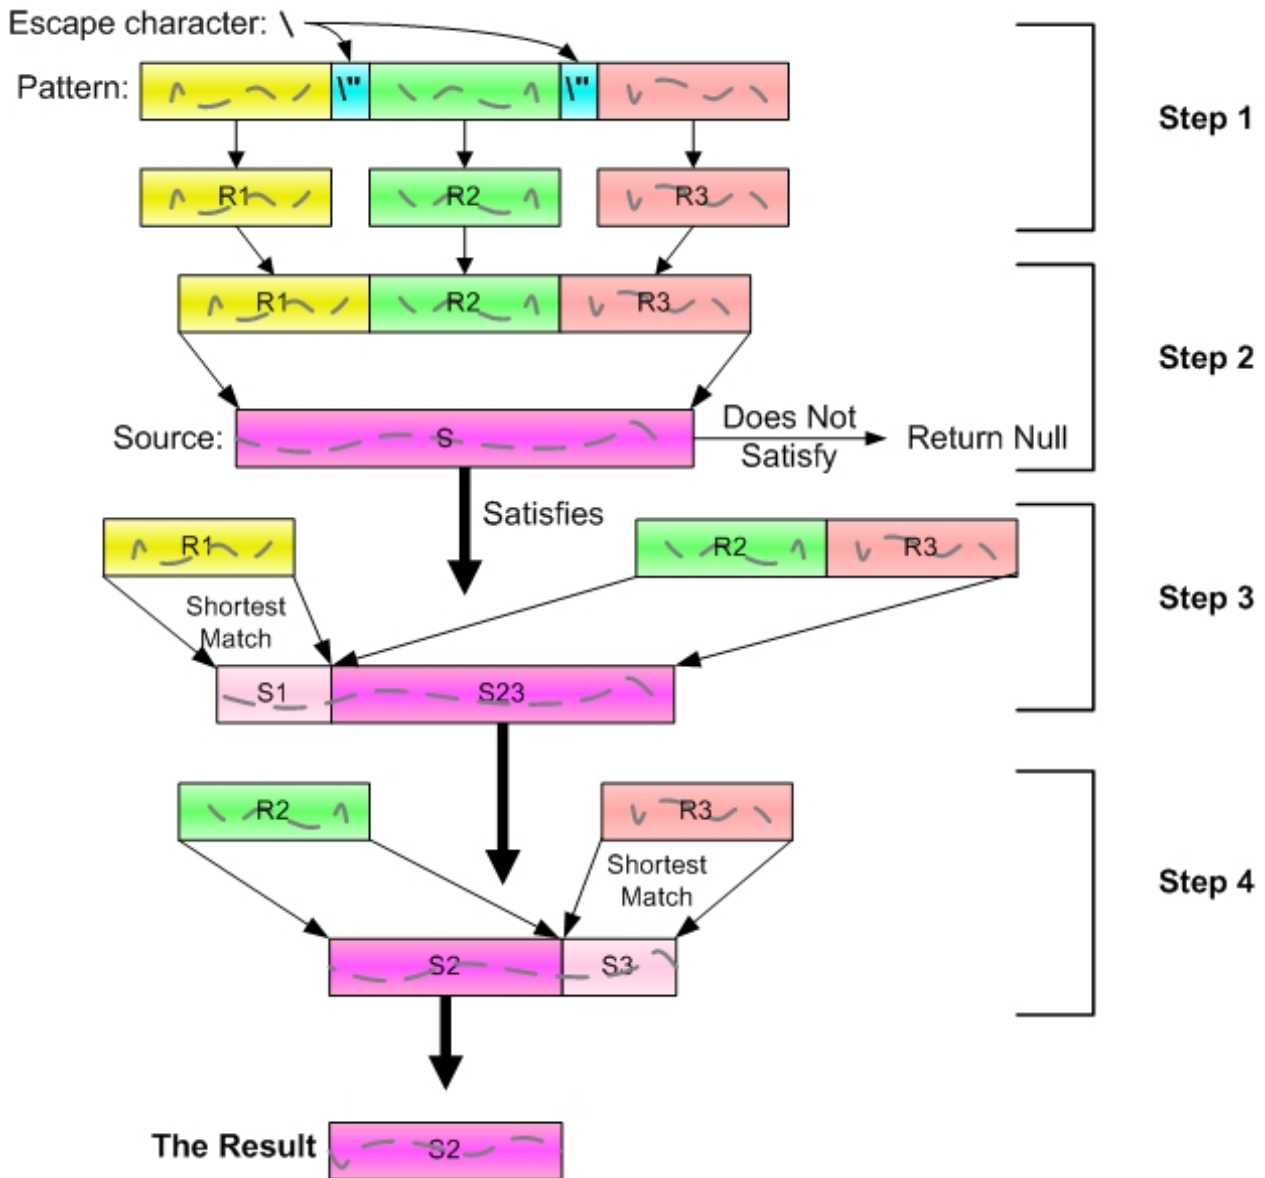 Escape character: \
Pattern:
\"
\"
Step 1
R1
R2
R3
R1
R2
R3
Step 2
Source:
S
Does Not
Satisfy
Return Null
Satisfies
R1
R2
R3
Shortest
Match
Step 3
S1
S23
R2
R3
Shortest
Match
Step 4
S2
S3
The Result
S2